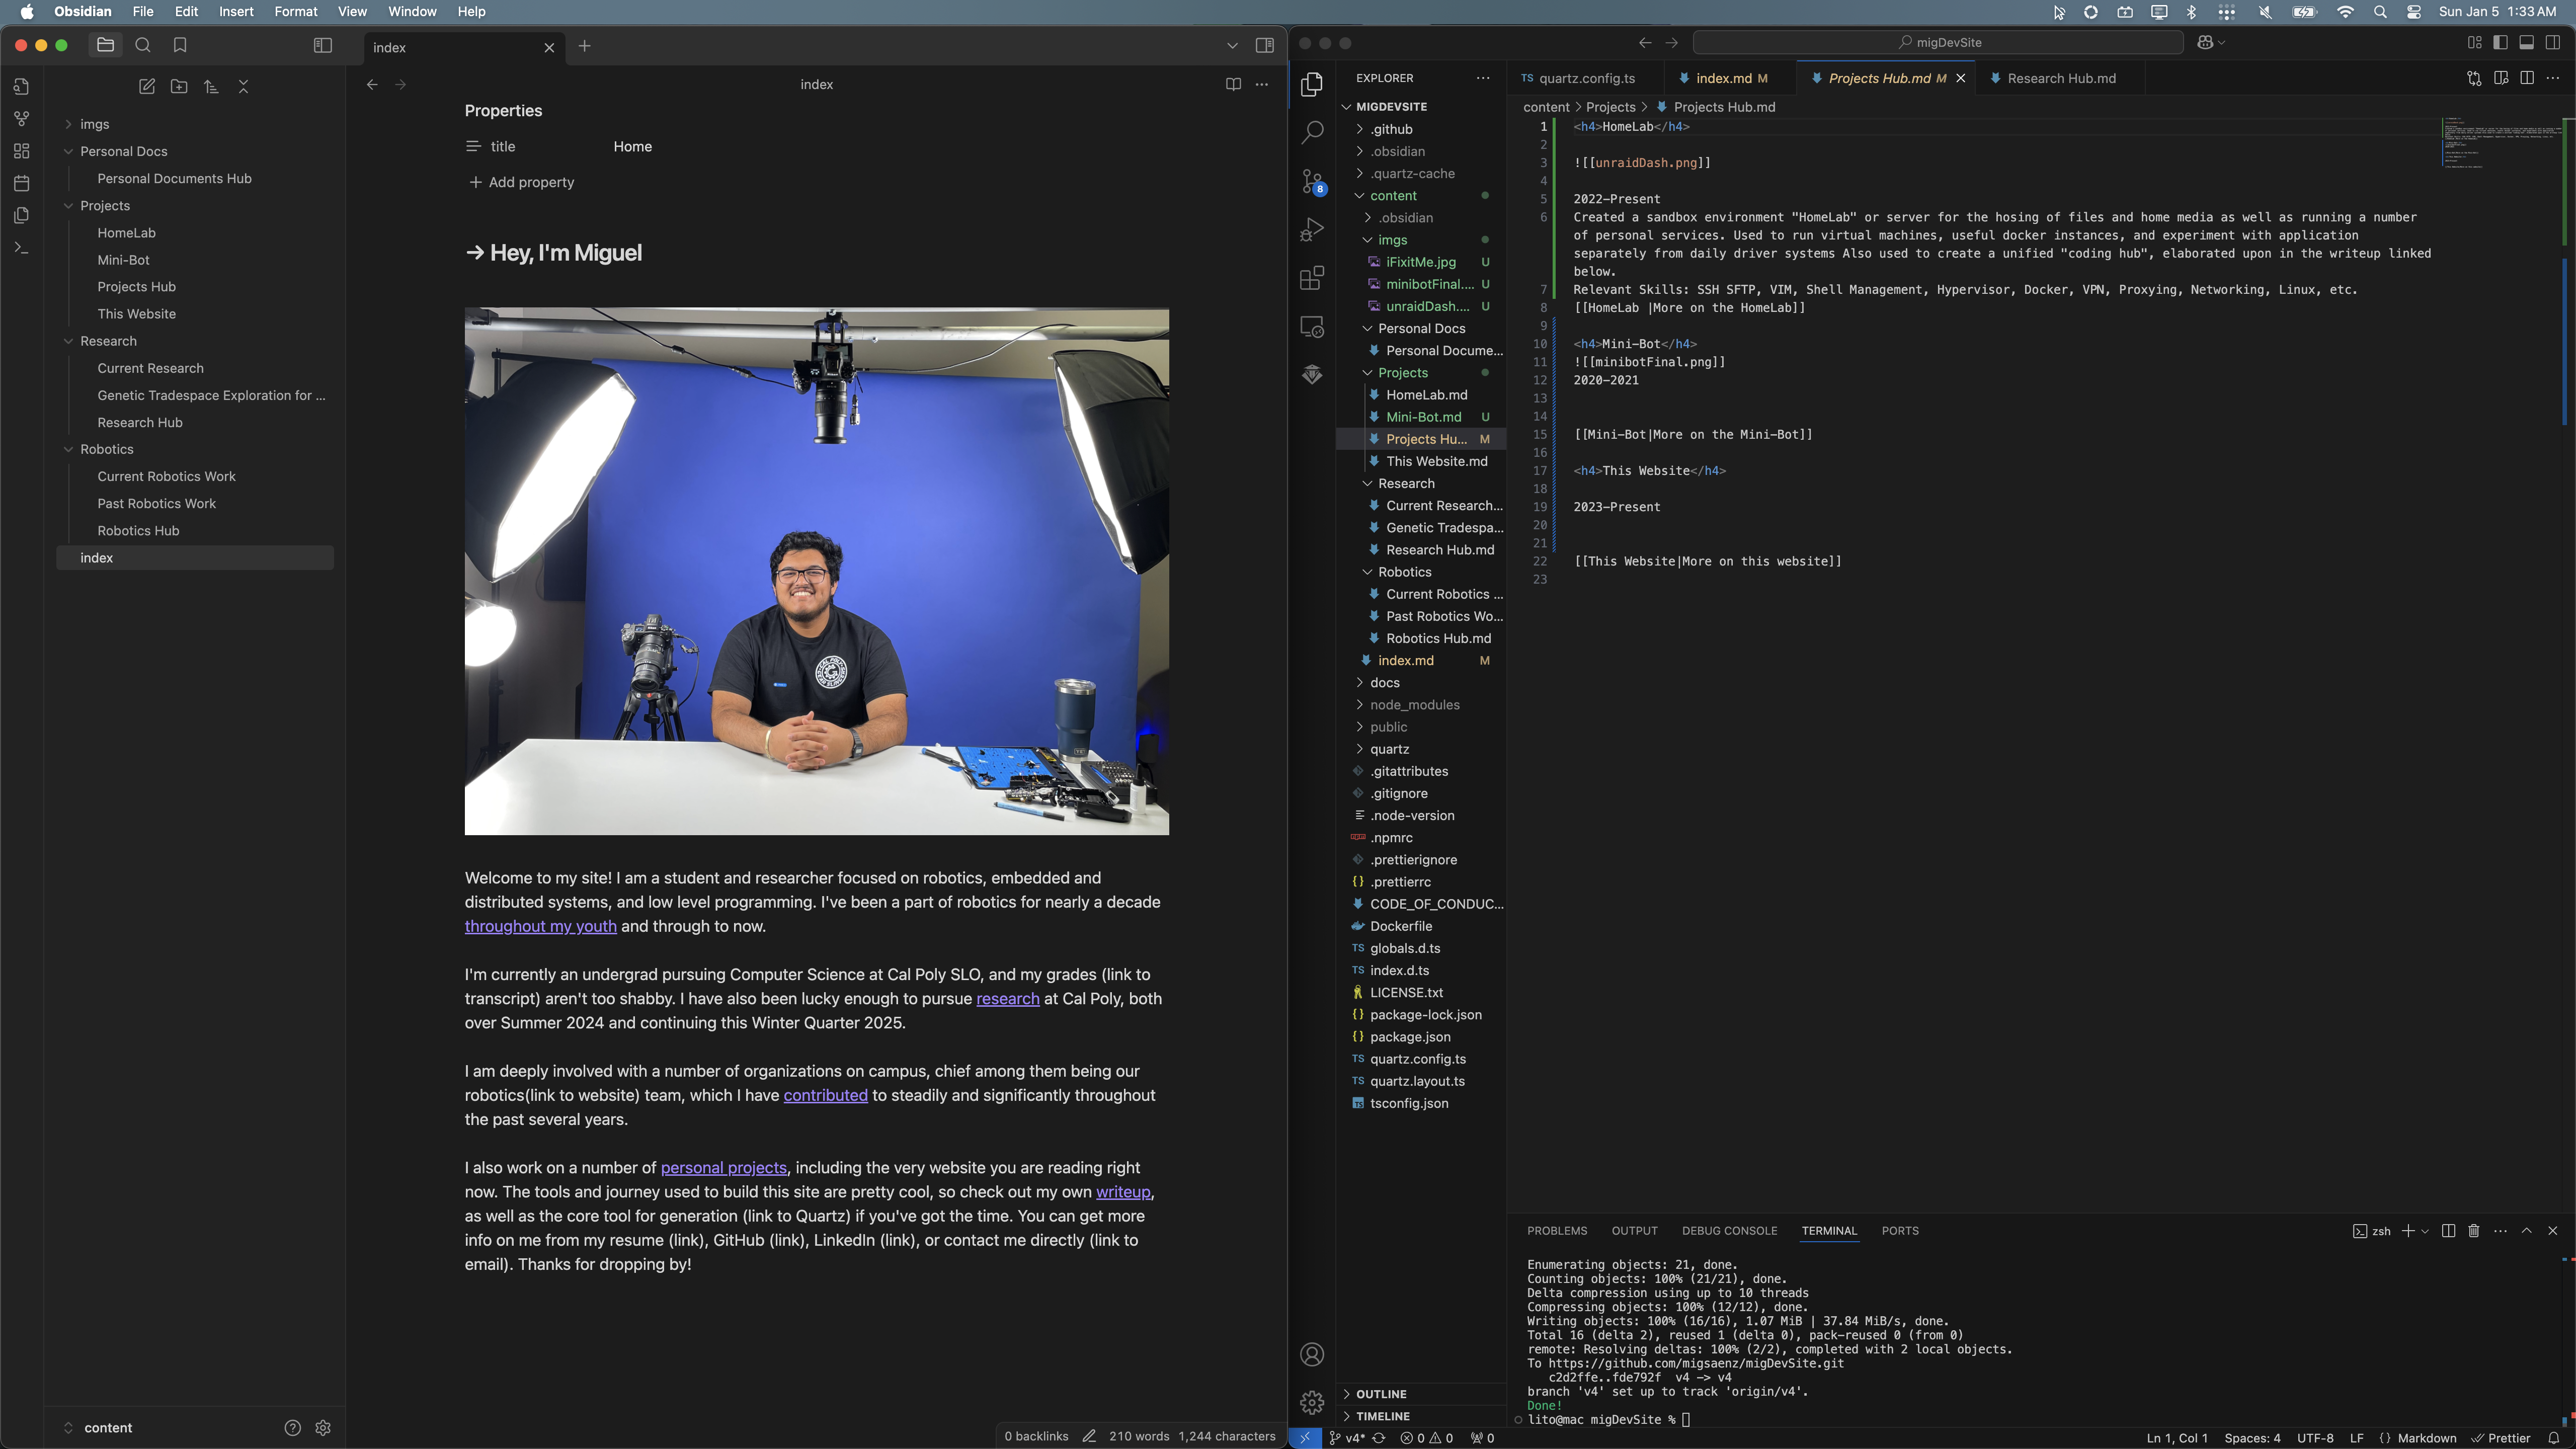 Obsidian File Edit Insert Format View Window Help
Sun Jan 5 1:33 AM
index
index
imgs
Personal Docs
Personal Documents Hub
Projects
HomeLab
Mini-Bot
Projects Hub
This Website
Research
Current Research
Genetic Tradespace Exploration for ...
Research Hub
Robotics
Current Robotics Work
Past Robotics Work
Robotics Hub
index
content
Properties
title Home
Add property
→ Hey, I'm Miguel
Welcome to my site! I am a student and researcher focused on robotics, embedded and
distributed systems, and low level programming. I've been a part of robotics for nearly a decade
throughout my youth and through to now.
I'm currently an undergrad pursuing Computer Science at Cal Poly SLO, and my grades (link to
transcript) aren't too shabby. I have also been lucky enough to pursue research at Cal Poly, both
over Summer 2024 and continuing this Winter Quarter 2025.
I am deeply involved with a number of organizations on campus, chief among them being our
robotics(link to website) team, which I have contributed to steadily and significantly throughout
the past several years.
I also work on a number of personal projects, including the very website you are reading right
now. The tools and journey used to build this site are pretty cool, so check out my own writeup,
as well as the core tool for generation (link to Quartz) if you've got the time. You can get more
info on me from my resume (link), GitHub (link), LinkedIn (link), or contact me directly (link to
email). Thanks for dropping by!
0 backlinks 210 words 1,244 characters
migDevSite
EXPLORER
MIGDEVSITE
.github
.obsidian
.quartz-cache
content
.obsidian
imgs
iFixitMe.jpg U
minibotFinal.... U
unraidDash.... U
Personal Docs
Personal Docume...
Projects
HomeLab.md
Mini-Bot.md U
Projects Hu... M
This Website.md
Research
Current Research...
Genetic Tradespa...
Research Hub.md
Robotics
Current Robotics ...
Past Robotics Wo...
Robotics Hub.md
index.md M
docs
node_modules
public
quartz
.gitattributes
.gitignore
.node-version
.npmrc
.prettierignore
.prettierrc
CODE_OF_CONDUC...
Dockerfile
globals.d.ts
index.d.ts
LICENSE.txt
package-lock.json
package.json
quartz.config.ts
quartz.layout.ts
tsconfig.json
OUTLINE
TIMELINE
8
TS quartz.config.ts index.md M Projects Hub.md M Research Hub.md
content > Projects > Projects Hub.md
1 <h4>HomeLab</h4>
2
3 ![[unraidDash.png]]
4
5 2022-Present
6 Created a sandbox environment "HomeLab" or server for the hosing of files and home media as well as running a number
of personal services. Used to run virtual machines, useful docker instances, and experiment with application
separately from daily driver systems Also used to create a unified "coding hub", elaborated upon in the writeup linked
below.
7 Relevant Skills: SSH SFTP, VIM, Shell Management, Hypervisor, Docker, VPN, Proxying, Networking, Linux, etc.
8 [[HomeLab |More on the HomeLab]]
9
10 <h4>Mini-Bot</h4>
11 ![[minibotFinal.png]]
12 2020-2021
13
14
15 [[Mini-Bot|More on the Mini-Bot]]
16
17 <h4>This Website</h4>
18
19 2023-Present
20
21
22 [[This Website|More on this website]]
23
PROBLEMS OUTPUT DEBUG CONSOLE TERMINAL PORTS
zsh
Enumerating objects: 21, done.
Counting objects: 100% (21/21), done.
Delta compression using up to 10 threads
Compressing objects: 100% (12/12), done.
Writing objects: 100% (16/16), 1.07 MiB | 37.84 MiB/s, done.
Total 16 (delta 2), reused 1 (delta 0), pack-reused 0 (from 0)
remote: Resolving deltas: 100% (2/2), completed with 2 local objects.
To https://github.com/migsaenz/migDevSite.git
c2d2ffe..fde792f v4 -> v4
branch 'v4' set up to track 'origin/v4'.
Done!
lito@mac migDevSite %
v4* 0 0 0
Ln 1, Col 1 Spaces: 4 UTF-8 LF {} Markdown Prettier